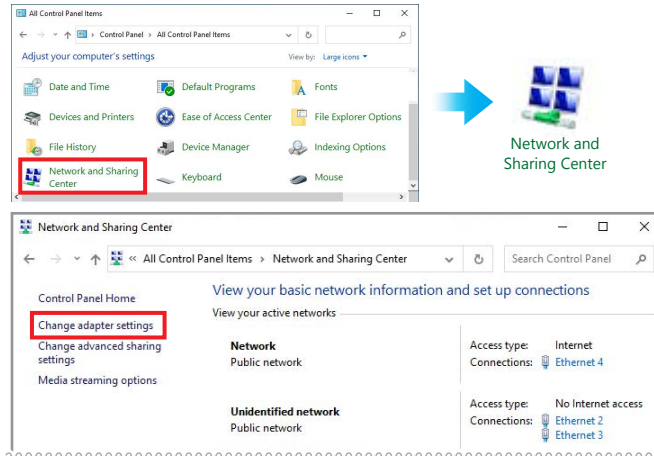 All Control Panel Items
Control Panel > All Control Panel Items
Adjust your computer's settings
View by: Large icons
Date and Time
Default Programs
Fonts
Devices and Printers
Ease of Access Center
File Explorer Options
File History
Device Manager
Indexing Options
Network and Sharing
Center
Keyboard
Mouse
Network and
Sharing Center
Network and Sharing Center
« All Control Panel Items > Network and Sharing Center
Search Control Panel
Control Panel Home
Change adapter settings
Change advanced sharing
settings
Media streaming options
View your basic network information and set up connections
View your active networks
Network
Public network
Access type: Internet
Connections: Ethernet 4
Unidentified network
Public network
Access type: No Internet access
Connections: Ethernet 2
Ethernet 3